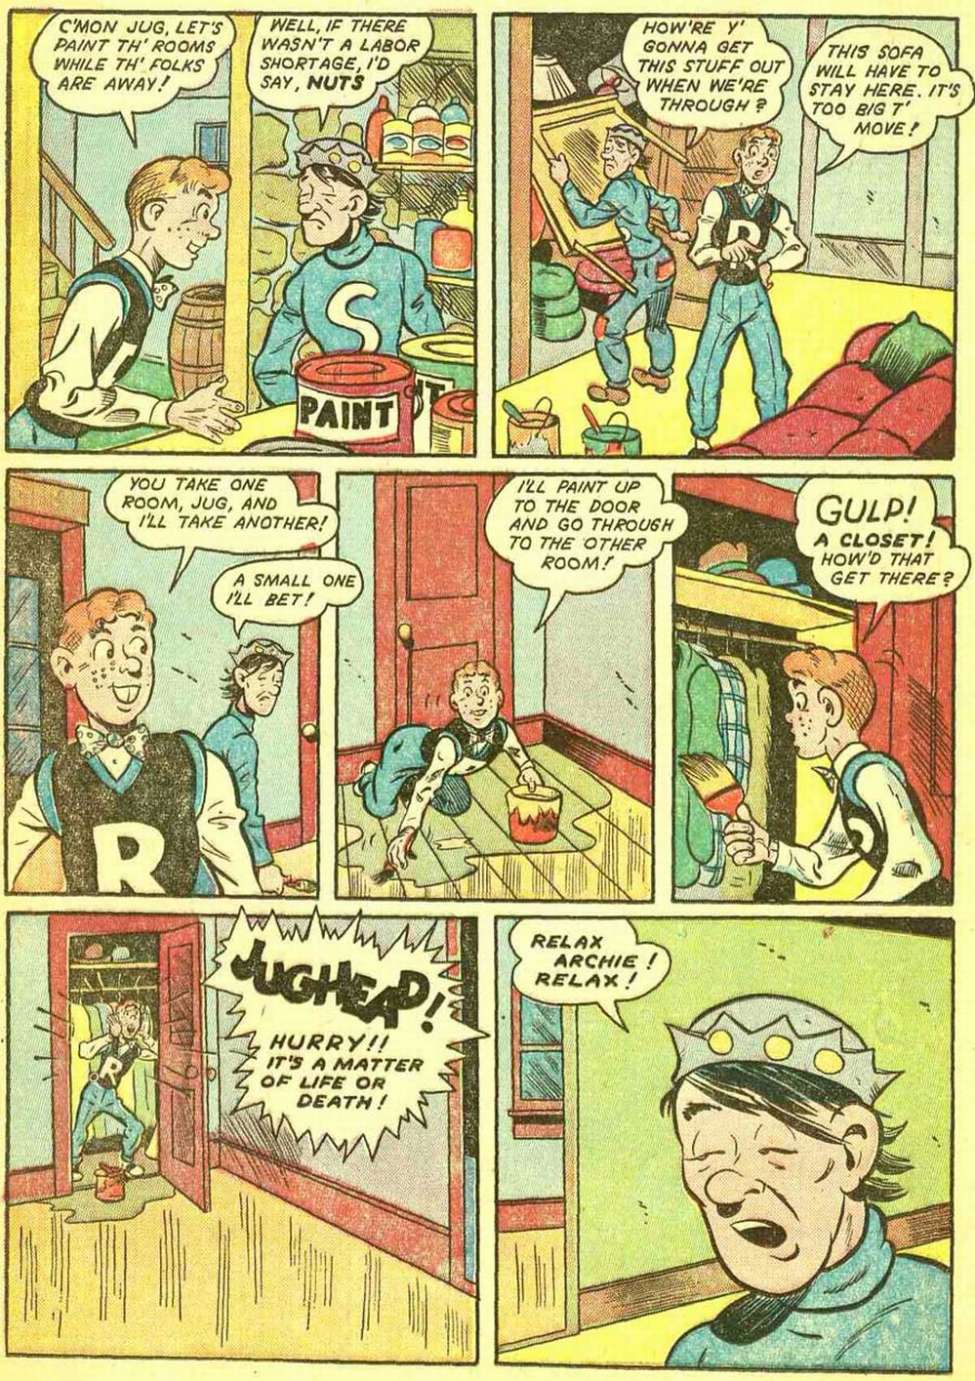 C'MON JUG, LET'S
PAINT TH' ROOMS
WHILE TH' FOLKS
ARE AWAY!
WELL, IF THERE
WASN'T A LABOR
SHORTAGE, I'D
SAY, NUTS
S
PAINT
HOW'RE Y'
GONNA GET
THIS STUFF OUT
WHEN WE'RE
THROUGH?
THIS SOFA
WILL HAVE TO
STAY HERE. IT'S
TOO BIG T'
MOVE!
R
YOU TAKE ONE
ROOM, JUG, AND
I'LL TAKE ANOTHER!
A SMALL ONE
I'LL BET!
R
I'LL PAINT UP
TO THE DOOR
AND GO THROUGH
TO THE OTHER
ROOM!
GULP!
A CLOSET!
HOW'D THAT
GET THERE?
JUGHEAD!
HURRY!!
IT'S A MATTER
OF LIFE OR
DEATH!
R
RELAX
ARCHIE!
RELAX!